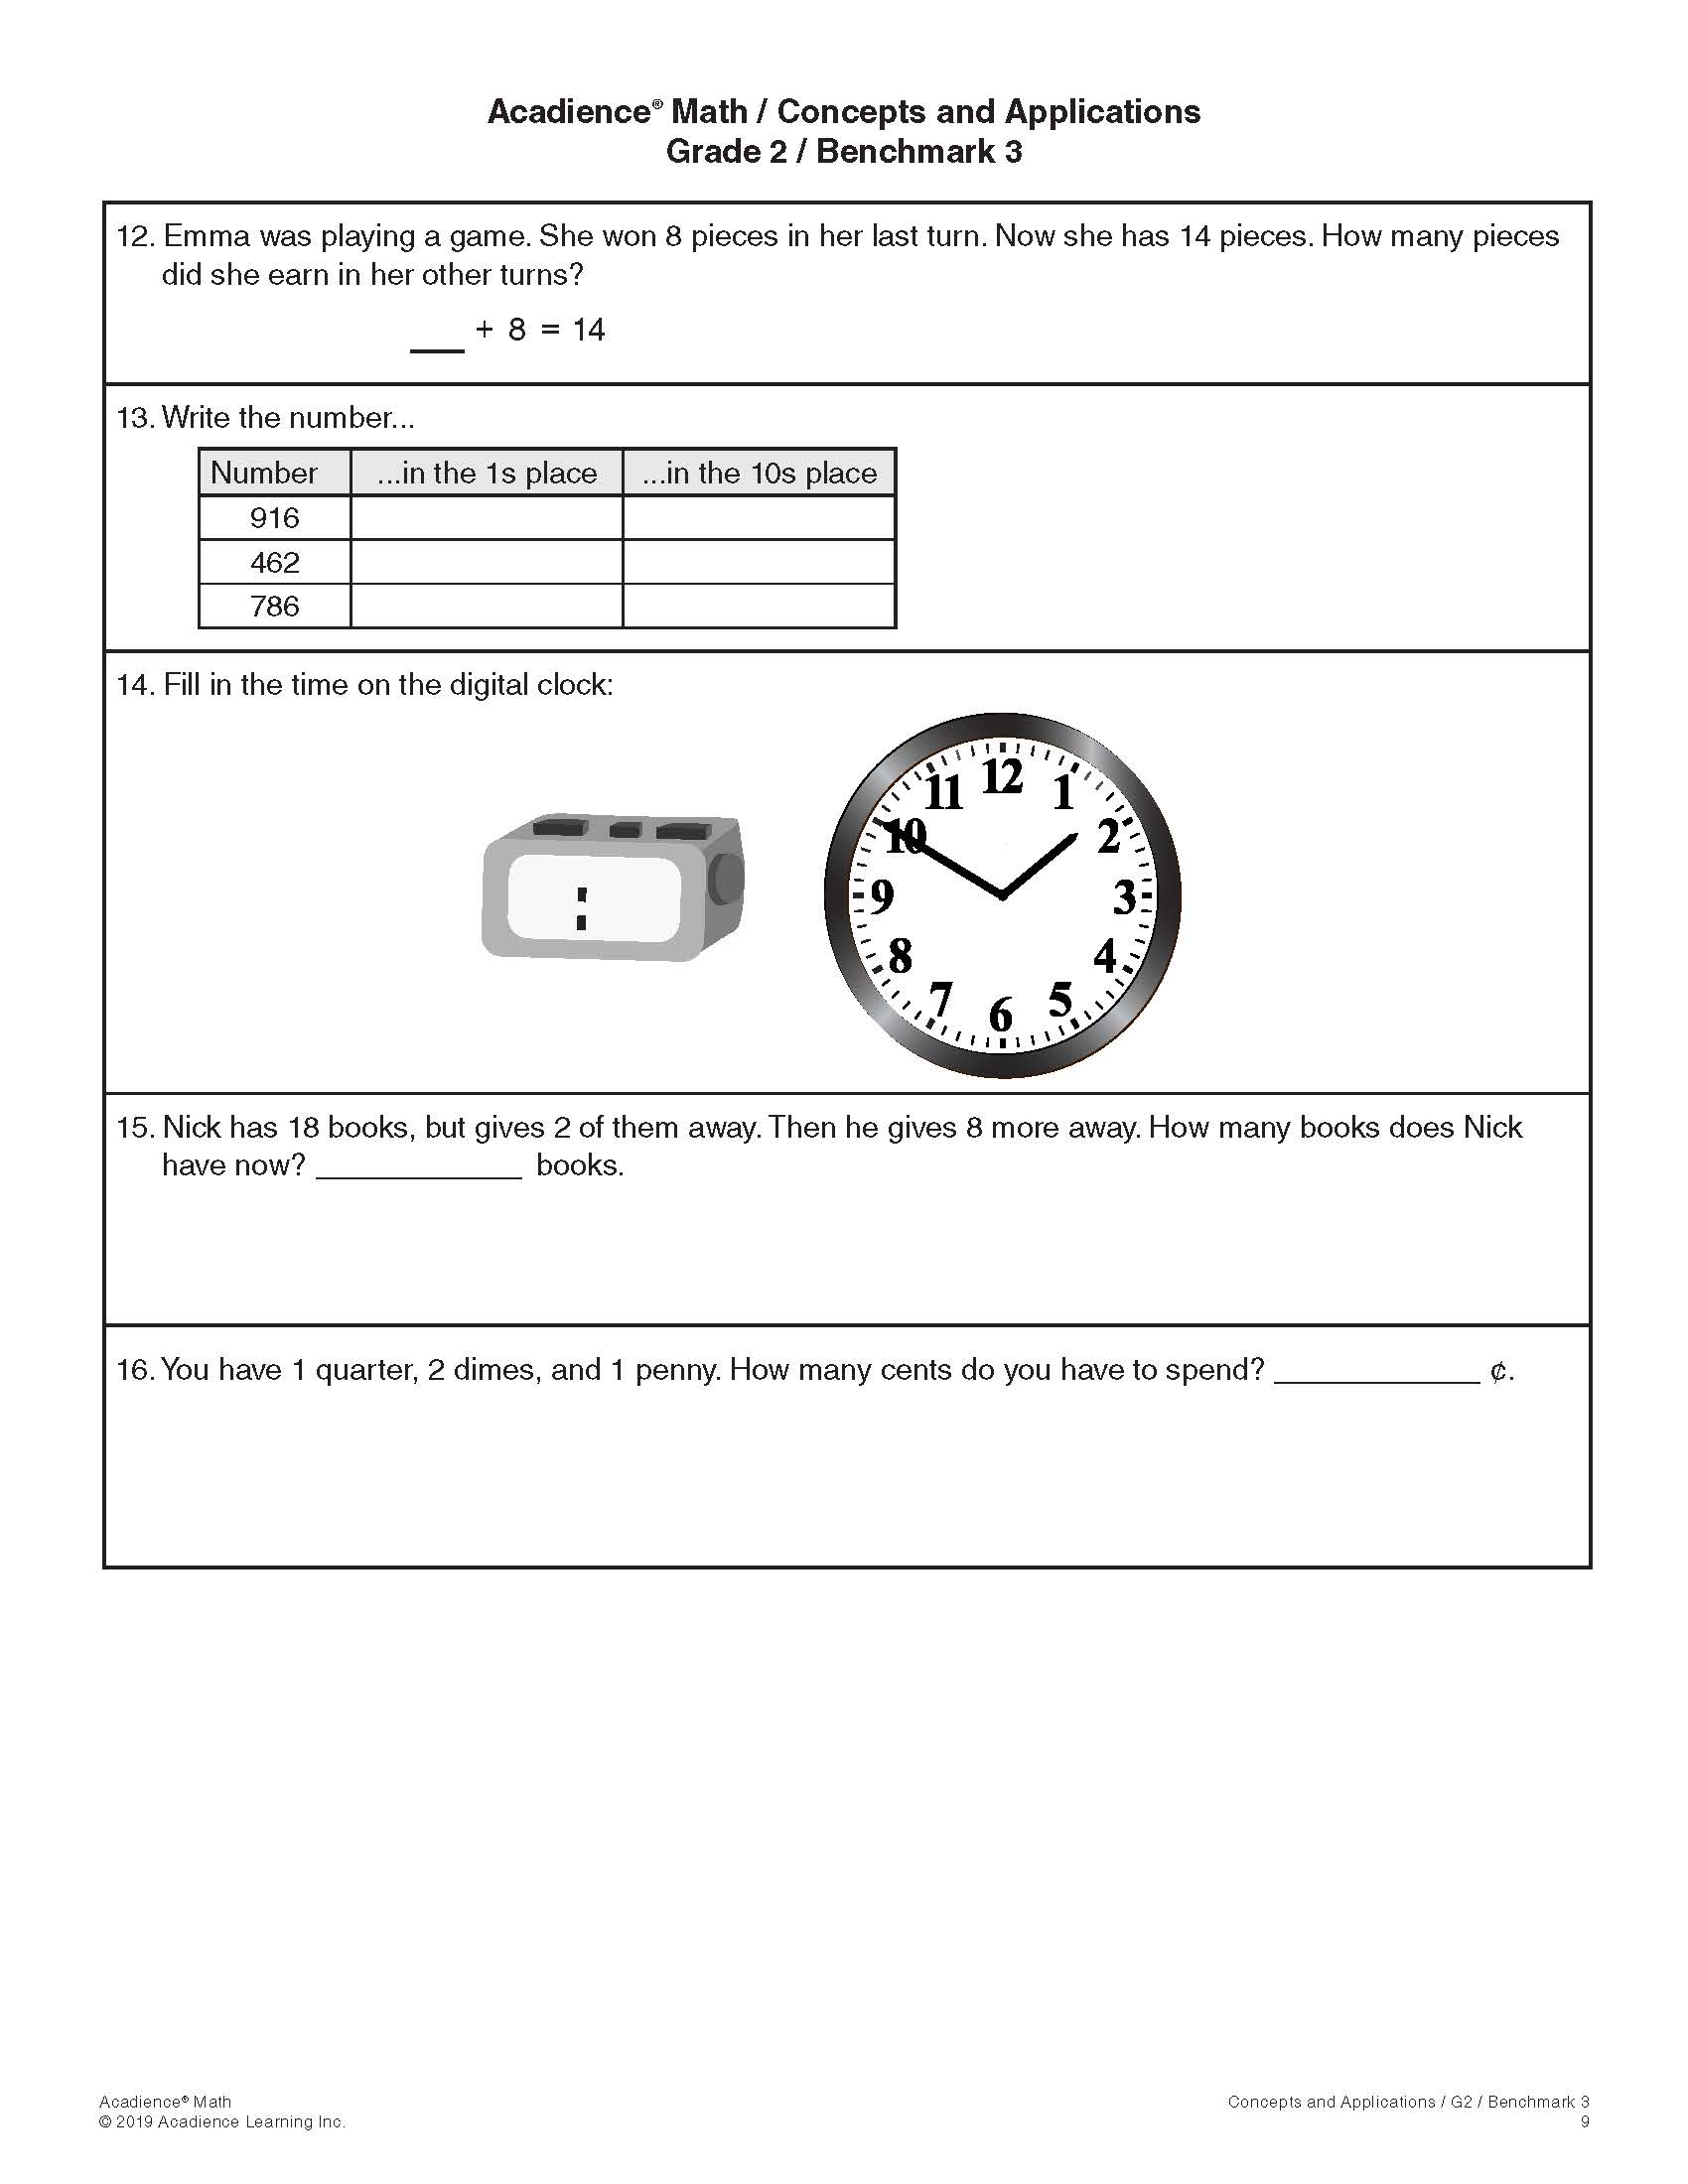 Acadience® Math / Concepts and Applications
Grade 2 / Benchmark 3
12. Emma was playing a game. She won 8 pieces in her last turn. Now she has 14 pieces. How many pieces
did she earn in her other turns?
___ + 8 = 14
13. Write the number...
Number ...in the 1s place ...in the 10s place
916
462
786
14. Fill in the time on the digital clock:
:
12
11 1
10 2
9 3
8 4
7 5
6
15. Nick has 18 books, but gives 2 of them away. Then he gives 8 more away. How many books does Nick
have now? ____________ books.
16. You have 1 quarter, 2 dimes, and 1 penny. How many cents do you have to spend? ____________ ¢.
Acadience® Math
© 2019 Acadience Learning Inc.
Concepts and Applications / G2 / Benchmark 3
9